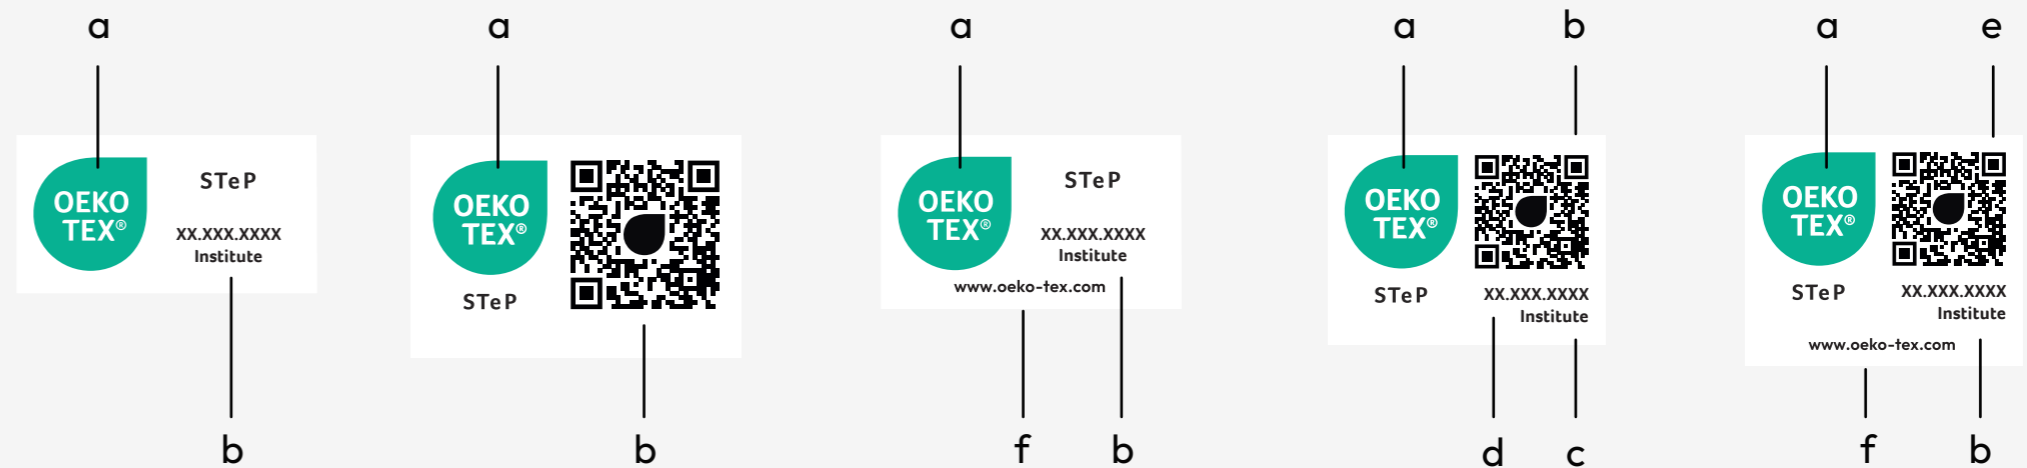 a
OEKO
TEX®
STeP
XX.XXX.XXXX
Institute
b
a
OEKO
TEX®
STeP
b
a
OEKO
TEX®
STeP
XX.XXX.XXXX
Institute
www.oeko-tex.com
f b
a b
OEKO
TEX®
STeP
XX.XXX.XXXX
Institute
d c
a e
OEKO
TEX®
STeP
XX.XXX.XXXX
Institute
www.oeko-tex.com
f b